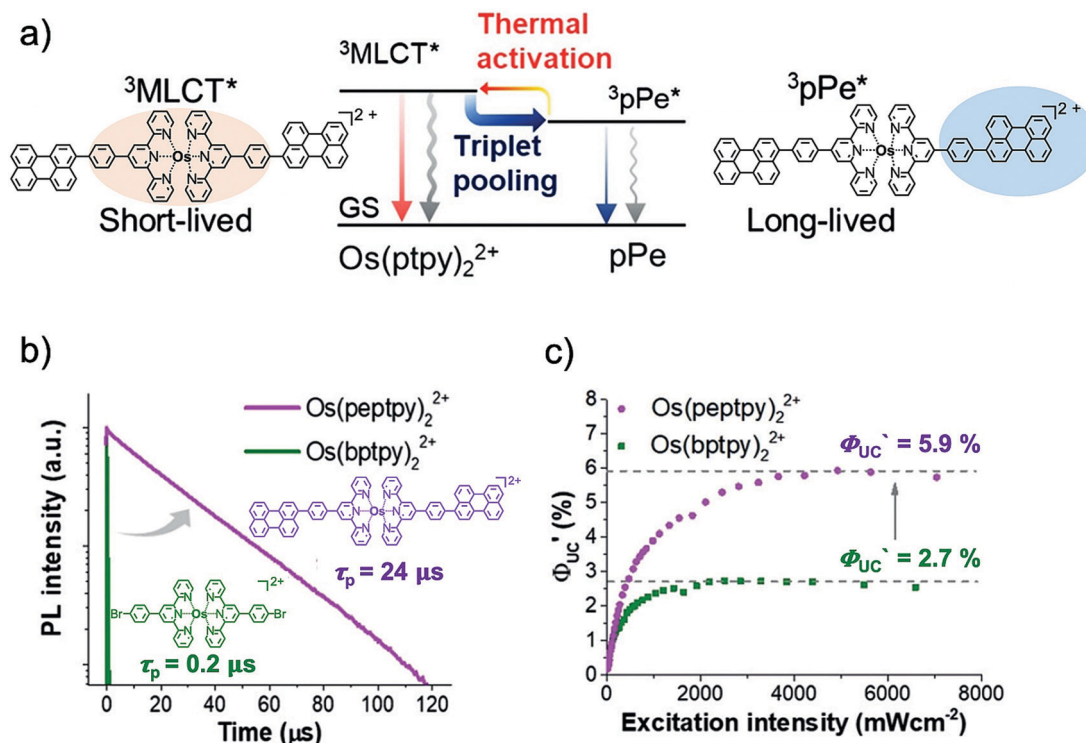 a)
³MLCT*
]²⁺
Os
N
N
N
N
N
N
Short-lived
³MLCT*
Thermal
activation
³pPe*
Triplet
pooling
GS
Os(ptpy)₂²⁺
pPe
³pPe*
]²⁺
Os
N
N
N
N
N
N
Long-lived
b)
PL intensity (a.u.)
Os(peptpy)₂²⁺
Os(bptpy)₂²⁺
]²⁺
Os
N
N
N
N
N
N
τp = 24 μs
]²⁺
Br
Os
N
N
N
N
N
N
Br
τp = 0.2 μs
0 20 40 60 80 100 120
Time (μs)
c)
ΦUC' (%)
8
7
6
5
4
3
2
1
0
Os(peptpy)₂²⁺
Os(bptpy)₂²⁺
ΦUC` = 5.9 %
ΦUC` = 2.7 %
0 2000 4000 6000 8000
Excitation intensity (mWcm⁻²)